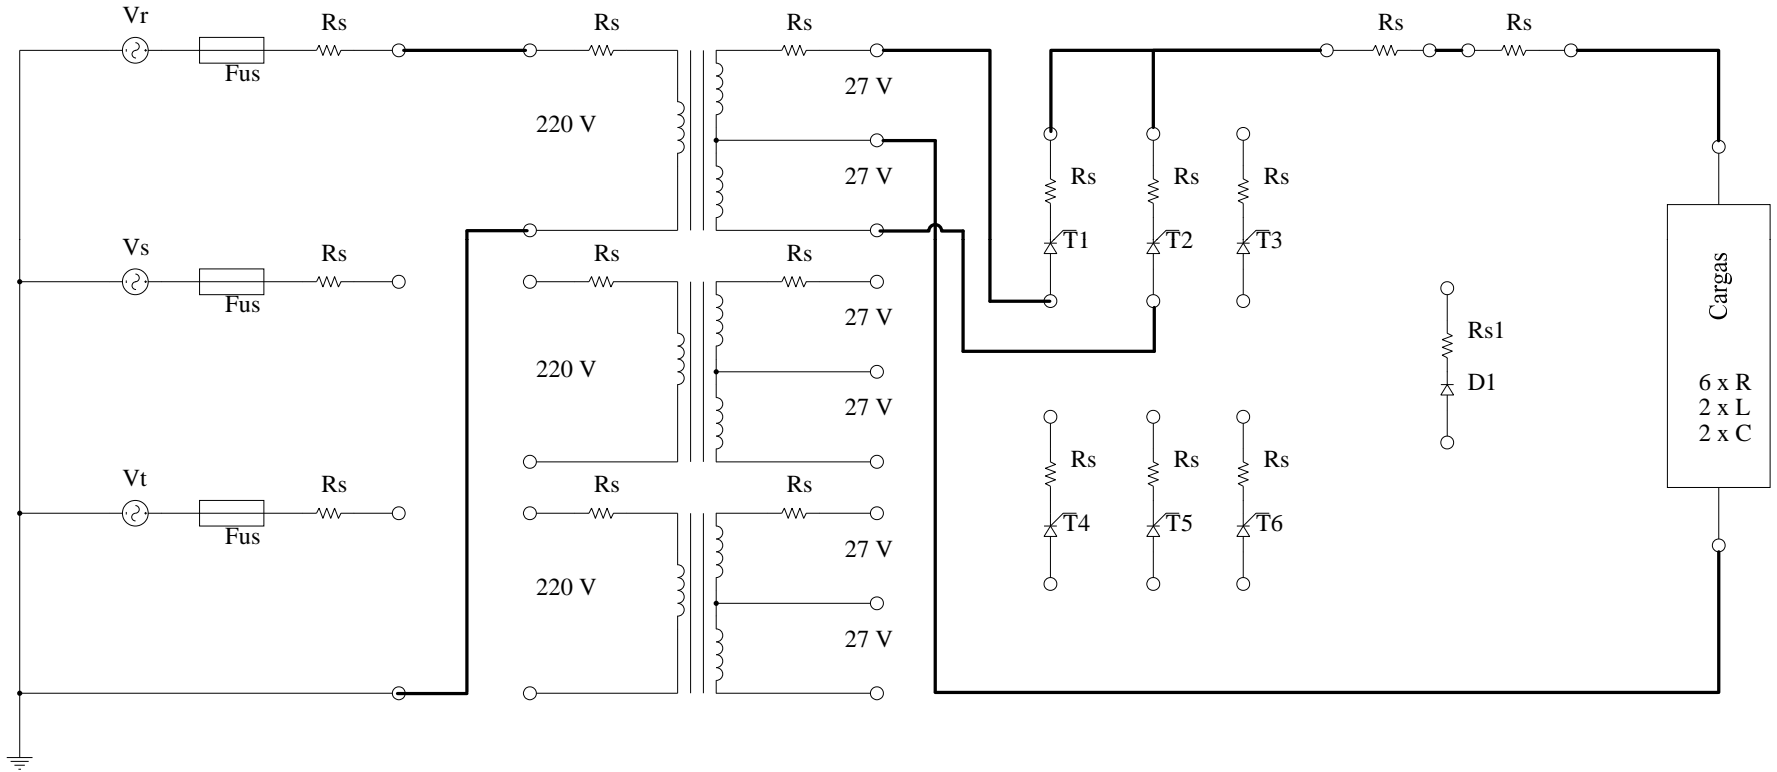 Vr
Rs
Rs
Rs
Rs
Rs
Fus
27 V
220 V
27 V
Rs
Rs
Rs
T1
T2
T3
Vs
Rs
Rs
Rs
Fus
27 V
Cargas
Rs1
220 V
D1
6 x R
27 V
2 x L
2 x C
Rs
Rs
Rs
Vt
Rs
Rs
Rs
T4
T5
T6
Fus
27 V
220 V
27 V